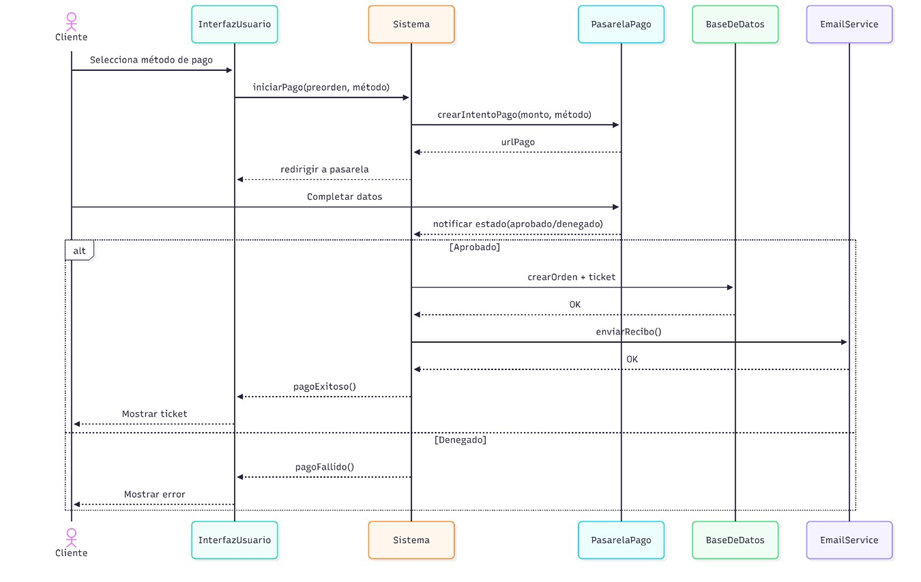 Cliente
InterfazUsuario
Sistema
PasarelaPago
BaseDeDatos
EmailService
Selecciona método de pago
iniciarPago(preorden, método)
crearIntentoPago(monto, método)
urlPago
redirigir a pasarela
Completar datos
notificar estado(aprobado/denegado)
alt
[Aprobado]
crearOrden + ticket
OK
enviarRecibo()
OK
pagoExitoso()
Mostrar ticket
[Denegado]
pagoFallido()
Mostrar error
Cliente
InterfazUsuario
Sistema
PasarelaPago
BaseDeDatos
EmailService